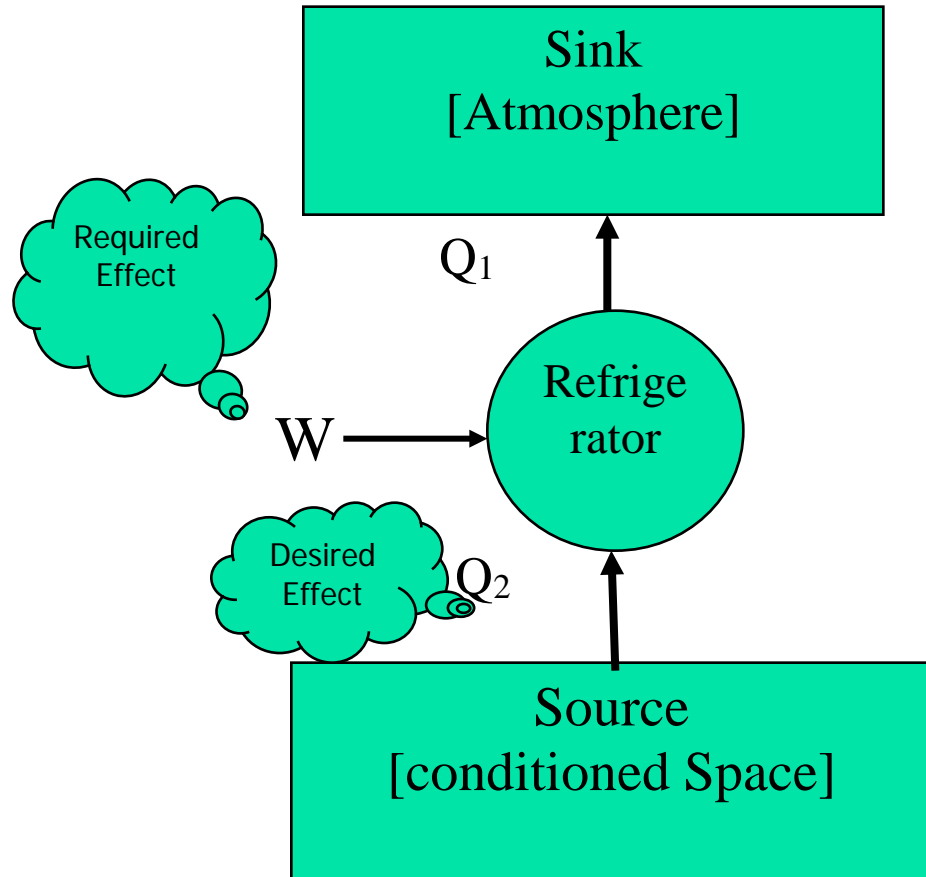 Sink
[Atmosphere]
Required
Effect
Q₁
Refrige
rator
W
Desired
Effect
Q₂
Source
[conditioned Space]